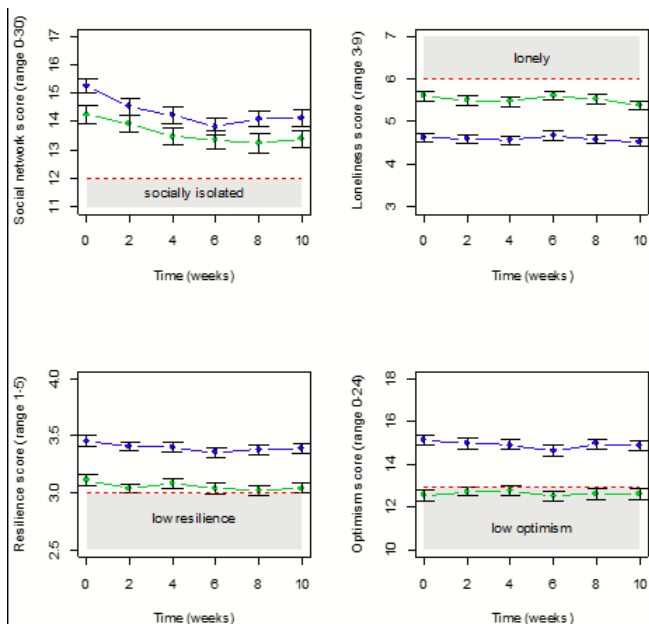 Social network score (range 0-30)
17
16
15
14
13
12
11
socially isolated
0 2 4 6 8 10
Time (weeks)
Loneliness score (range 3-9)
7
6
5
4
3
lonely
0 2 4 6 8 10
Time (weeks)
Resilience score (range 1-5)
4.0
3.5
3.0
2.5
low resilience
0 2 4 6 8 10
Time (weeks)
Optimism score (range 0-24)
18
16
14
12
10
low optimism
0 2 4 6 8 10
Time (weeks)